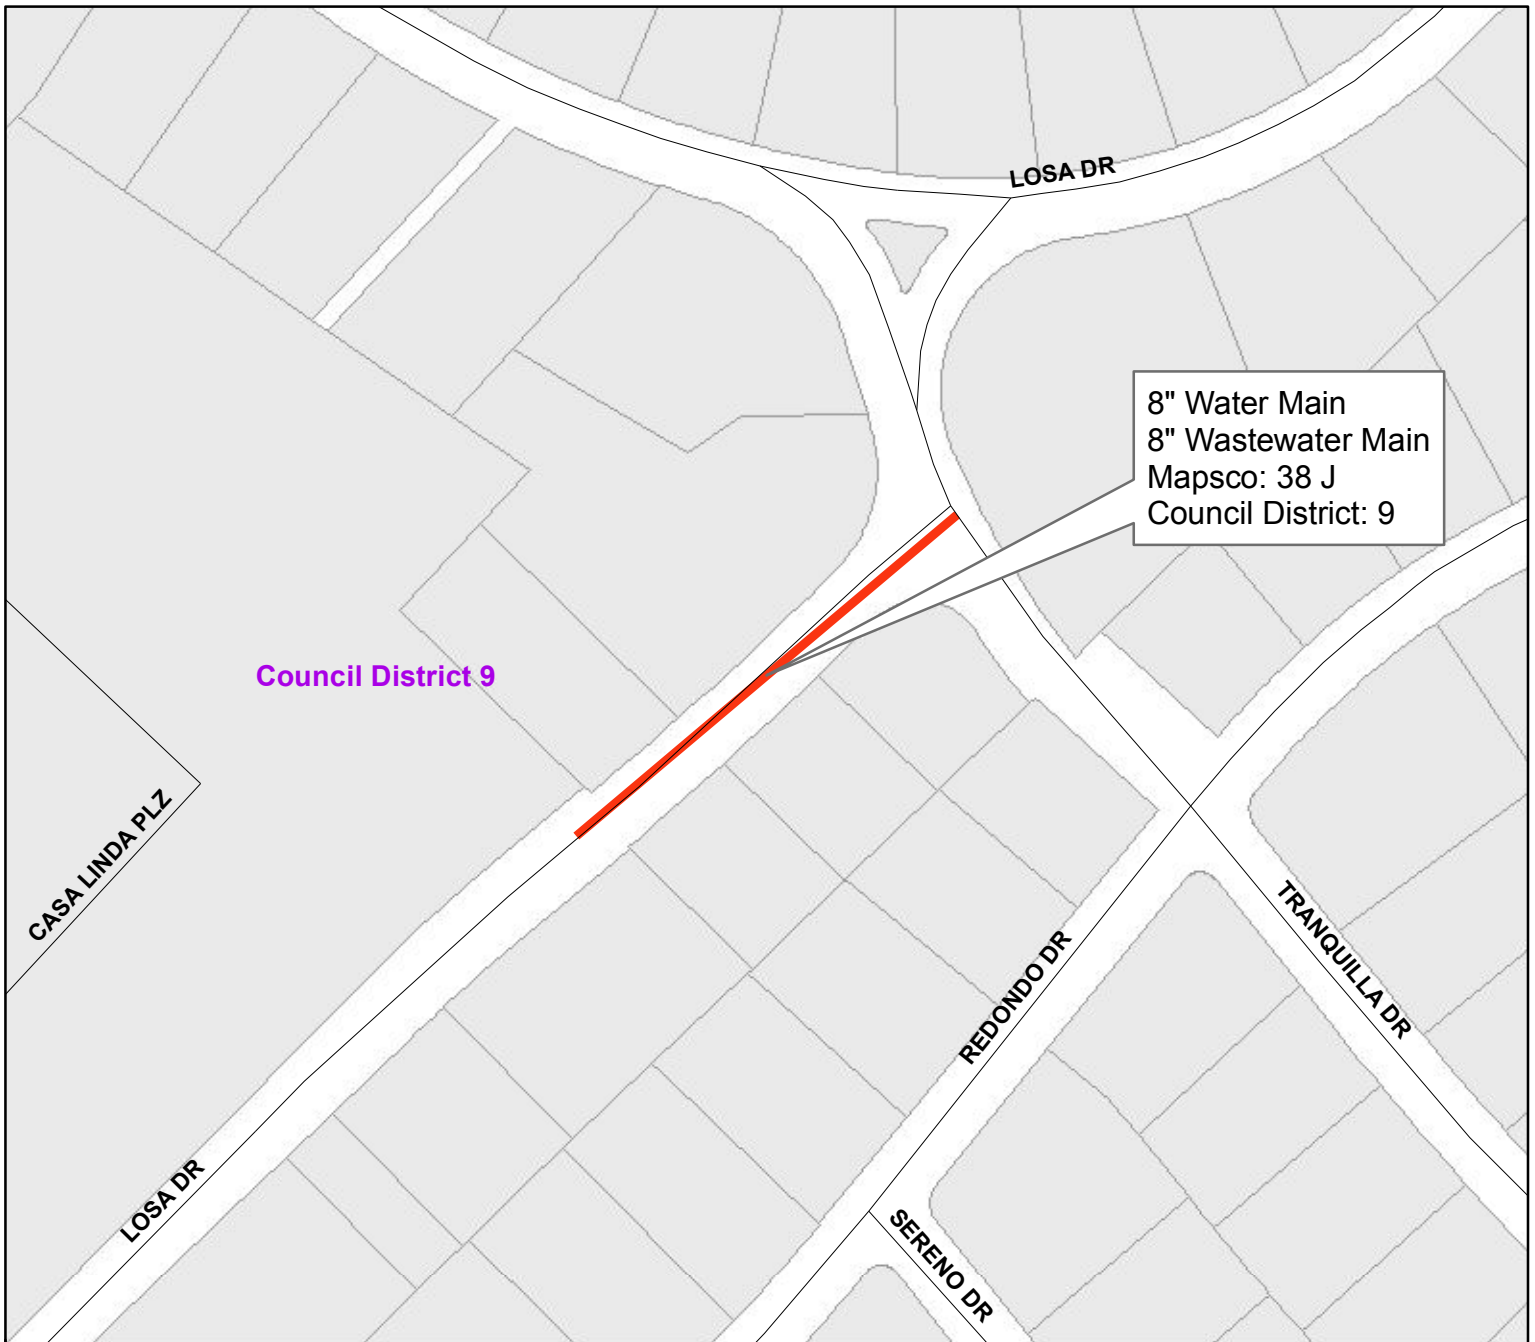 LOSA DR
8" Water Main
8" Wastewater Main
Mapsco: 38 J
Council District: 9
Council District 9
CASA LINDA PLZ
TRANQUILLA DR
REDONDO DR
LOSA DR
SERENO DR